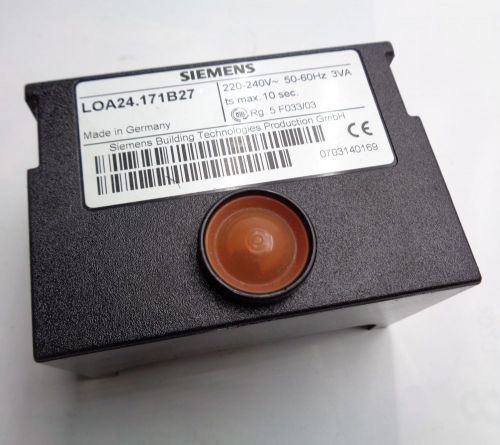 SIEMENS
LOA24.171B27
220-240V~ 50-60Hz 3VA
ts max. 10 sec.
Rg. 5 F033/03
Made in Germany
Siemens Building Technologies Production GmbH
CE
0703140169